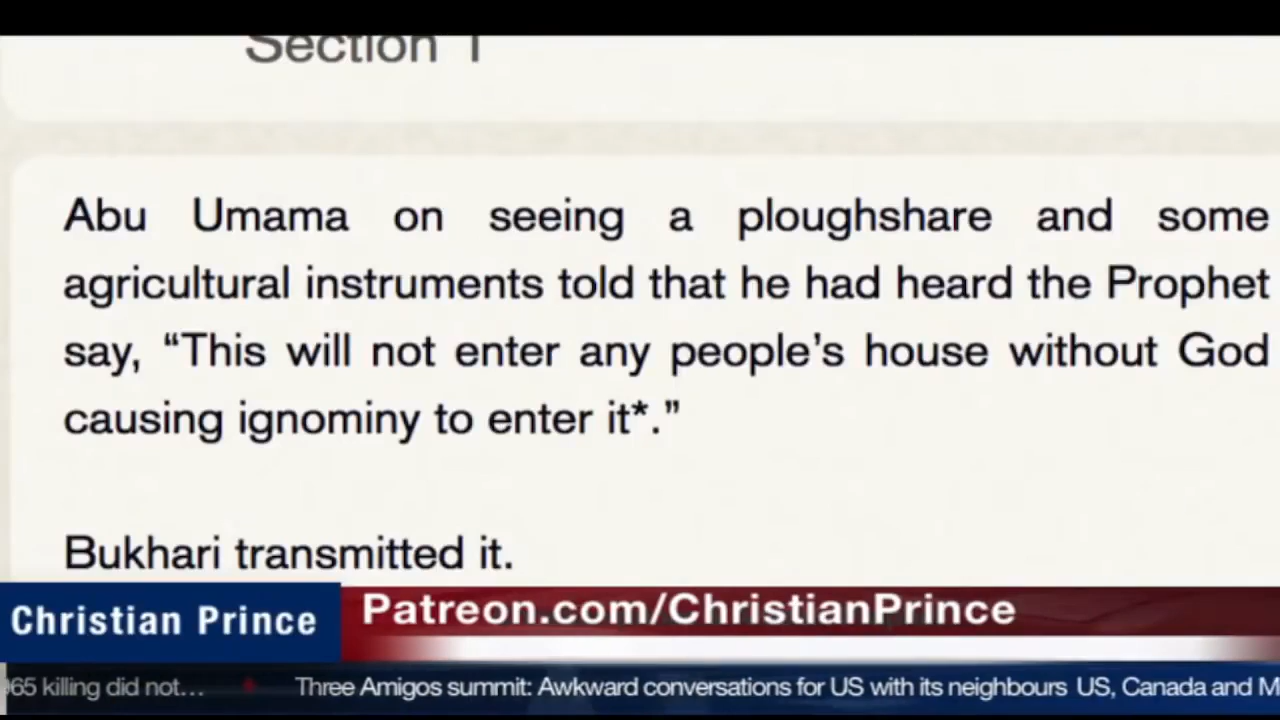 Section 1
Abu Umama on seeing a ploughshare and some
agricultural instruments told that he had heard the Prophet
say, “This will not enter any people’s house without God
causing ignominy to enter it*.”
Bukhari transmitted it.
Christian Prince
Patreon.com/ChristianPrince
65 killing did not...
Three Amigos summit: Awkward conversations for US with its neighbours US, Canada and M